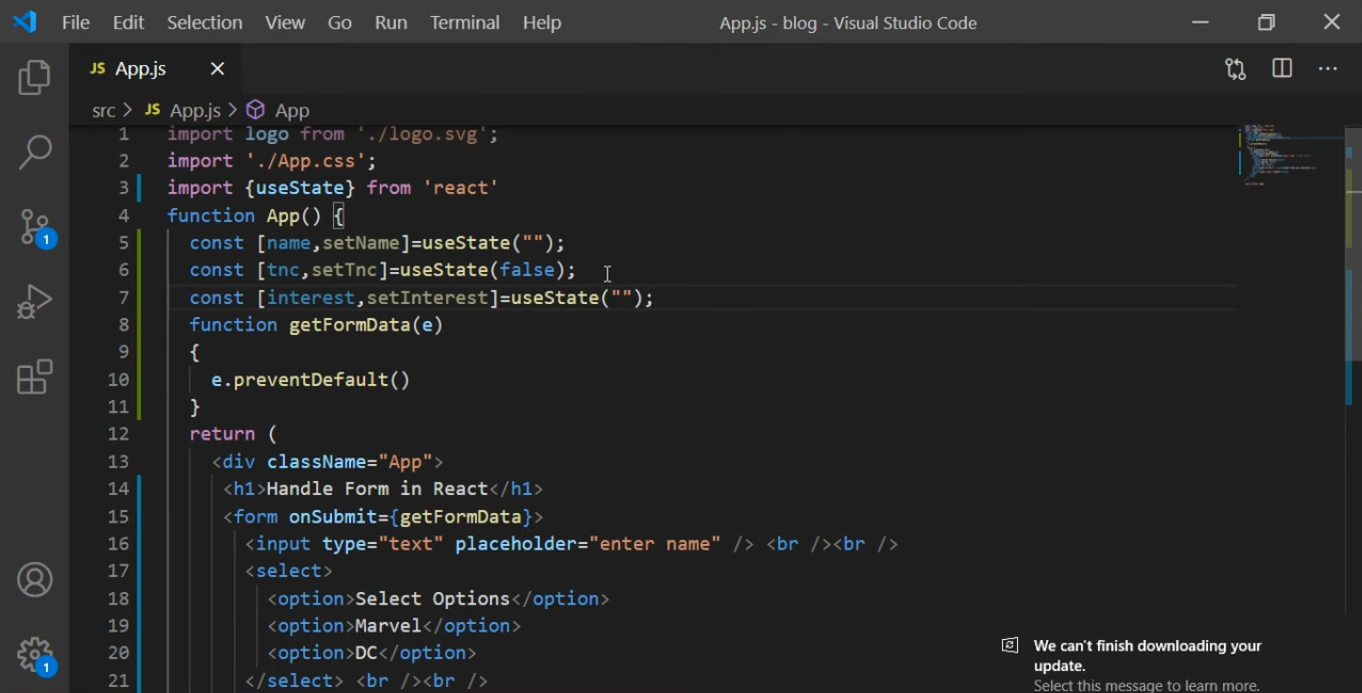 File Edit Selection View Go Run Terminal Help App.js - blog - Visual Studio Code
JS App.js
src > JS App.js > App
1 import logo from './logo.svg';
2 import './App.css';
3 import {useState} from 'react'
4 function App() {
5 const [name,setName]=useState("");
6 const [tnc,setTnc]=useState(false);
7 const [interest,setInterest]=useState("");
8 function getFormData(e)
9 {
10 e.preventDefault()
11 }
12 return (
13 <div className="App">
14 <h1>Handle Form in React</h1>
15 <form onSubmit={getFormData}>
16 <input type="text" placeholder="enter name" /> <br /><br />
17 <select>
18 <option>Select Options</option>
19 <option>Marvel</option>
20 <option>DC</option>
21 </select> <br /><br />
1
1
We can't finish downloading your
update.
Select this message to learn more.